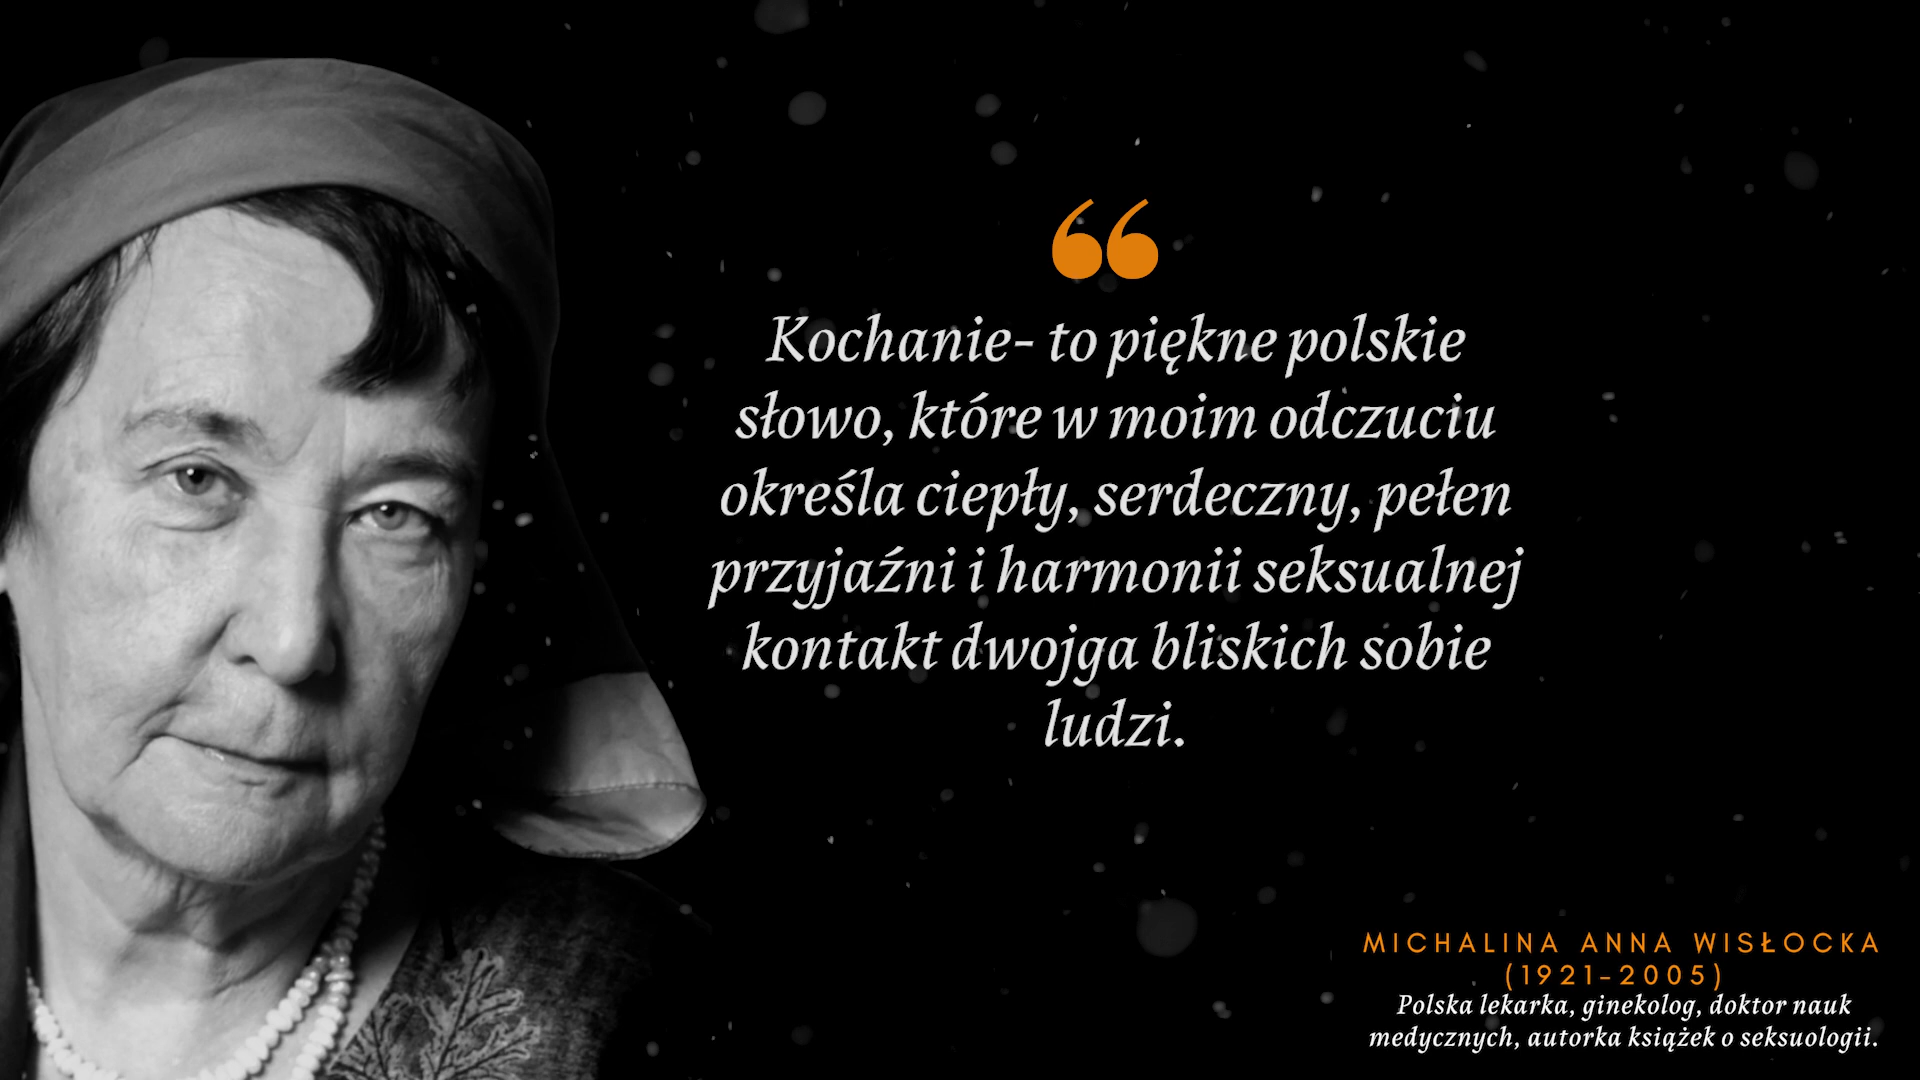 “
Kochanie- to piękne polskie
słowo, które w moim odczuciu
określa ciepły, serdeczny, pełen
przyjaźni i harmonii seksualnej
kontakt dwojga bliskich sobie
ludzi.
MICHALINA ANNA WISŁOCKA
(1921-2005)
Polska lekarka, ginekolog, doktor nauk
medycznych, autorka książek o seksuologii.